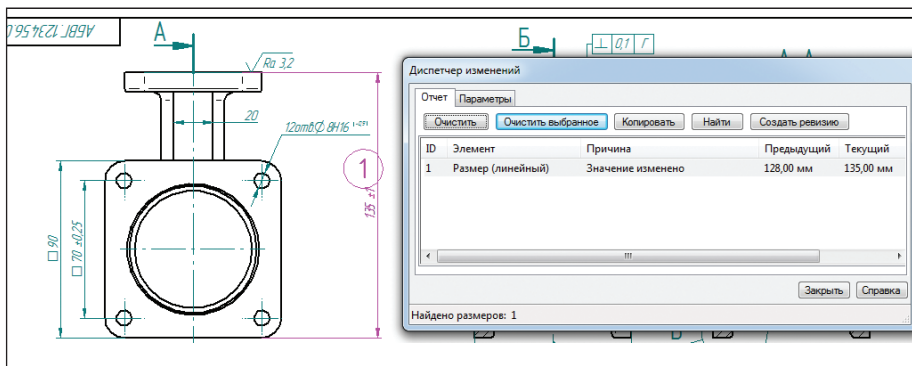 АБВГ.123456.0
А
Б
⊥ 0,1 Г
Ra 3,2
20
12отв.∅ 8H16
1
135 ±1
□ 90
□ 70 ±0,25
Диспетчер изменений
Отчет Параметры
Очистить Очистить выбранное Копировать Найти Создать ревизию
ID Элемент Причина Предыдущий Текущий
1 Размер (линейный) Значение изменено 128,00 мм 135,00 мм
Закрыть Справка
Найдено размеров: 1